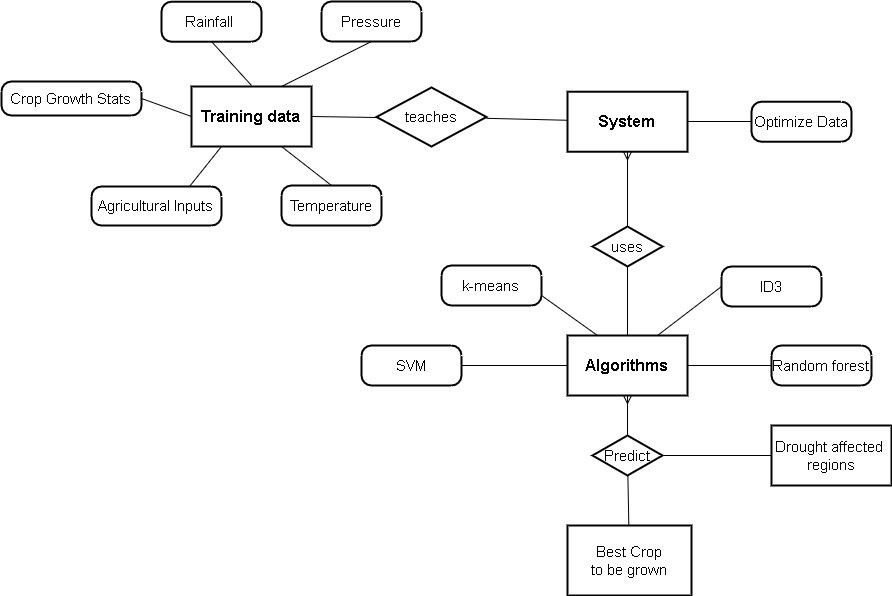 Rainfall
Pressure
Crop Growth Stats
Training data
teaches
System
Optimize Data
Agricultural Inputs
Temperature
uses
k-means
ID3
SVM
Algorithms
Random forest
Predict
Drought affected
regions
Best Crop
to be grown